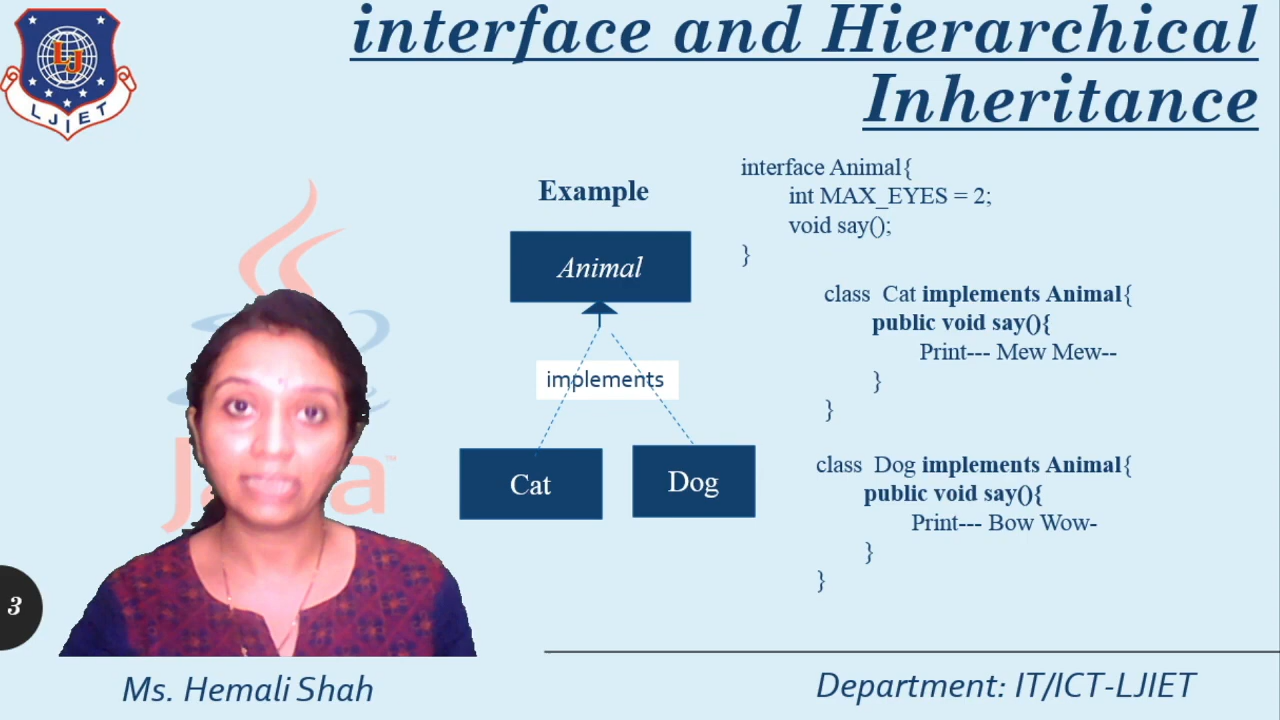 interface and Hierarchical
Inheritance
LJ
LJIET
Example
Animal
implements
Cat
Dog
interface Animal{
int MAX_EYES = 2;
void say();
}
class Cat implements Animal{
public void say(){
Print--- Mew Mew--
}
}
class Dog implements Animal{
public void say(){
Print--- Bow Wow-
}
}
Java™
3
Ms. Hemali Shah
Department: IT/ICT-LJIET